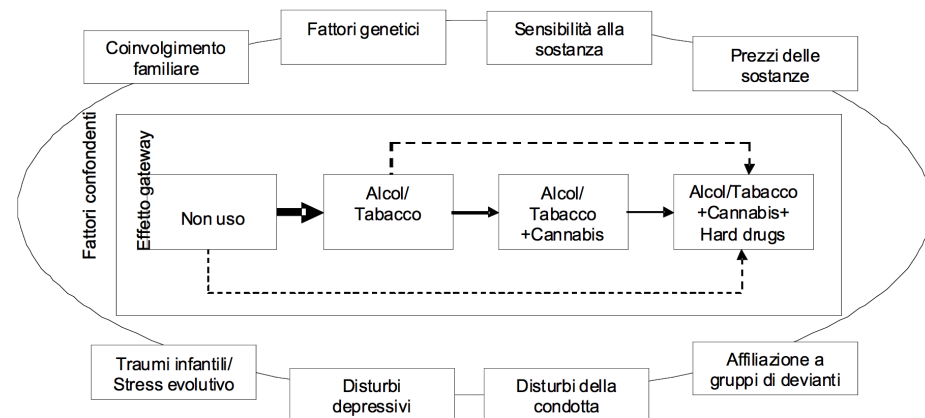 Coinvolgimento
familiare
Fattori genetici
Sensibilità alla
sostanza
Prezzi delle
sostanze
Fattori confondenti
Effetto gateway
Non uso
Alcol/
Tabacco
Alcol/
Tabacco
+Cannabis
Alcol/Tabacco
+Cannabis+
Hard drugs
Traumi infantili/
Stress evolutivo
Disturbi
depressivi
Disturbi della
condotta
Affiliazione a
gruppi di devianti